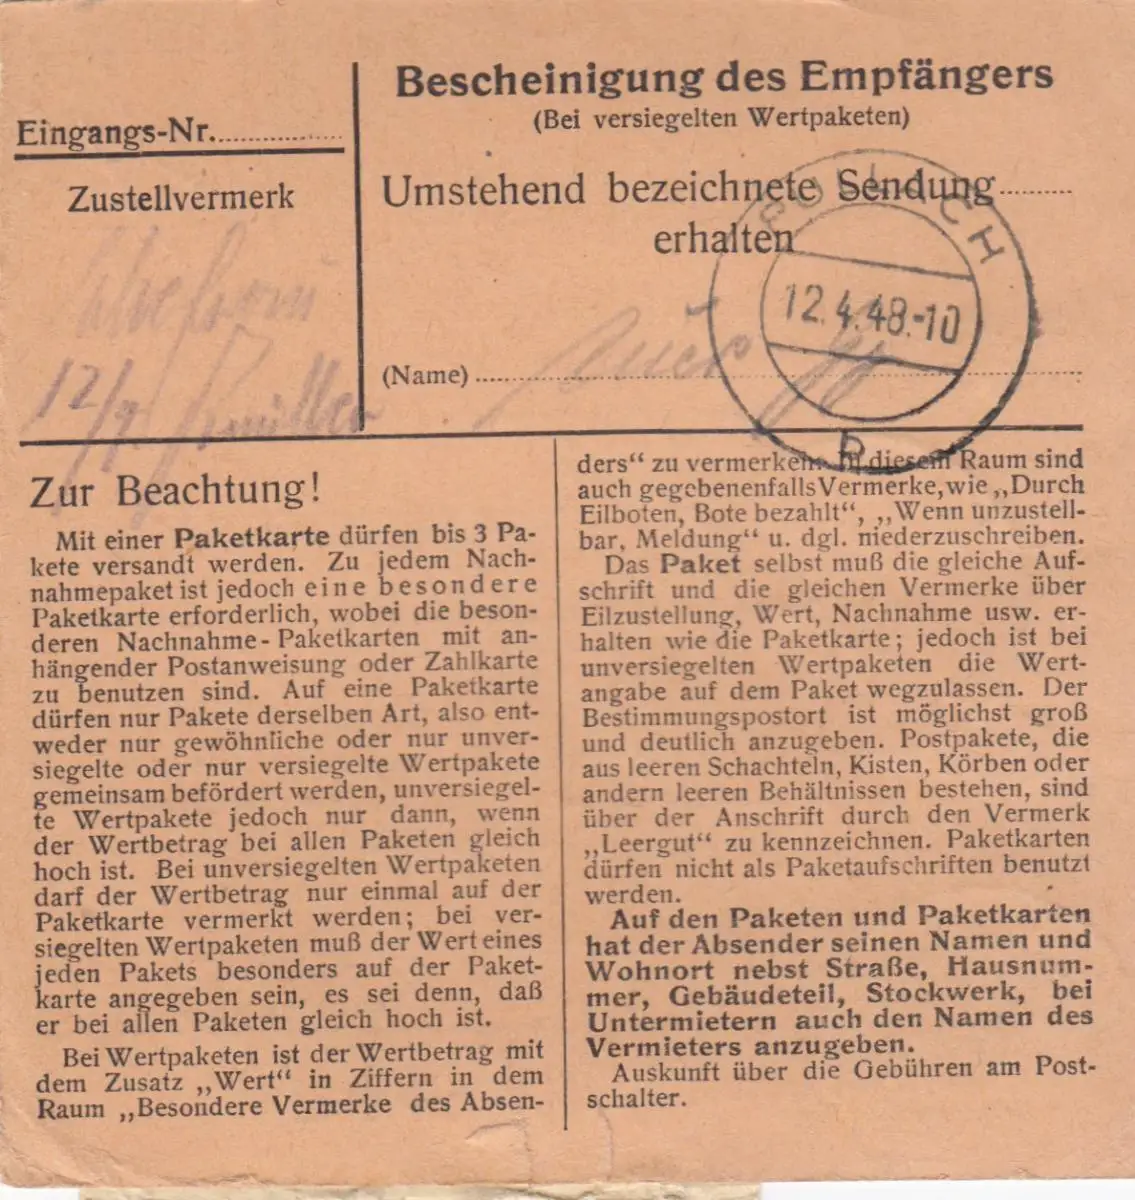 Eingangs-Nr.
Zustellvermerk
12/4.
Bescheinigung des Empfängers
(Bei versiegelten Wertpaketen)
Umstehend bezeichnete Sendung
erhalten
(Name)
12.4.48.-10
b
Zur Beachtung!
Mit einer Paketkarte dürfen bis 3 Pa-
kete versandt werden. Zu jedem Nach-
nahmepaket ist jedoch eine besondere
Paketkarte erforderlich, wobei die beson-
deren Nachnahme-Paketkarten mit an-
hängender Postanweisung oder Zahlkarte
zu benutzen sind. Auf eine Paketkarte
dürfen nur Pakete derselben Art, also ent-
weder nur gewöhnliche oder nur unver-
siegelte oder nur versiegelte Wertpakete
gemeinsam befördert werden, unversiegel-
te Wertpakete jedoch nur dann, wenn
der Wertbetrag bei allen Paketen gleich
hoch ist. Bei unversiegelten Wertpaketen
darf der Wertbetrag nur einmal auf der
Paketkarte vermerkt werden; bei ver-
siegelten Wertpaketen muß der Wert eines
jeden Pakets besonders auf der Paket-
karte angegeben sein, es sei denn, daß
er bei allen Paketen gleich hoch ist.
Bei Wertpaketen ist der Wertbetrag mit
dem Zusatz „Wert“ in Ziffern in dem
Raum „Besondere Vermerke des Absen-
ders“ zu vermerken. In diesem Raum sind
auch gegebenenfalls Vermerke, wie „Durch
Eilboten, Bote bezahlt“, „Wenn unzustell-
bar, Meldung“ u. dgl. niederzuschreiben.
Das Paket selbst muß die gleiche Auf-
schrift und die gleichen Vermerke über
Eilzustellung, Wert, Nachnahme usw. er-
halten wie die Paketkarte; jedoch ist bei
unversiegelten Wertpaketen die Wert-
angabe auf dem Paket wegzulassen. Der
Bestimmungspostort ist möglichst groß
und deutlich anzugeben. Postpakete, die
aus leeren Schachteln, Kisten, Körben oder
andern leeren Behältnissen bestehen, sind
über der Anschrift durch den Vermerk
„Leergut“ zu kennzeichnen. Paketkarten
dürfen nicht als Paketaufschriften benutzt
werden.
Auf den Paketen und Paketkarten
hat der Absender seinen Namen und
Wohnort nebst Straße, Hausnum-
mer, Gebäudeteil, Stockwerk, bei
Untermietern auch den Namen des
Vermieters anzugeben.
Auskunft über die Gebühren am Post-
schalter.